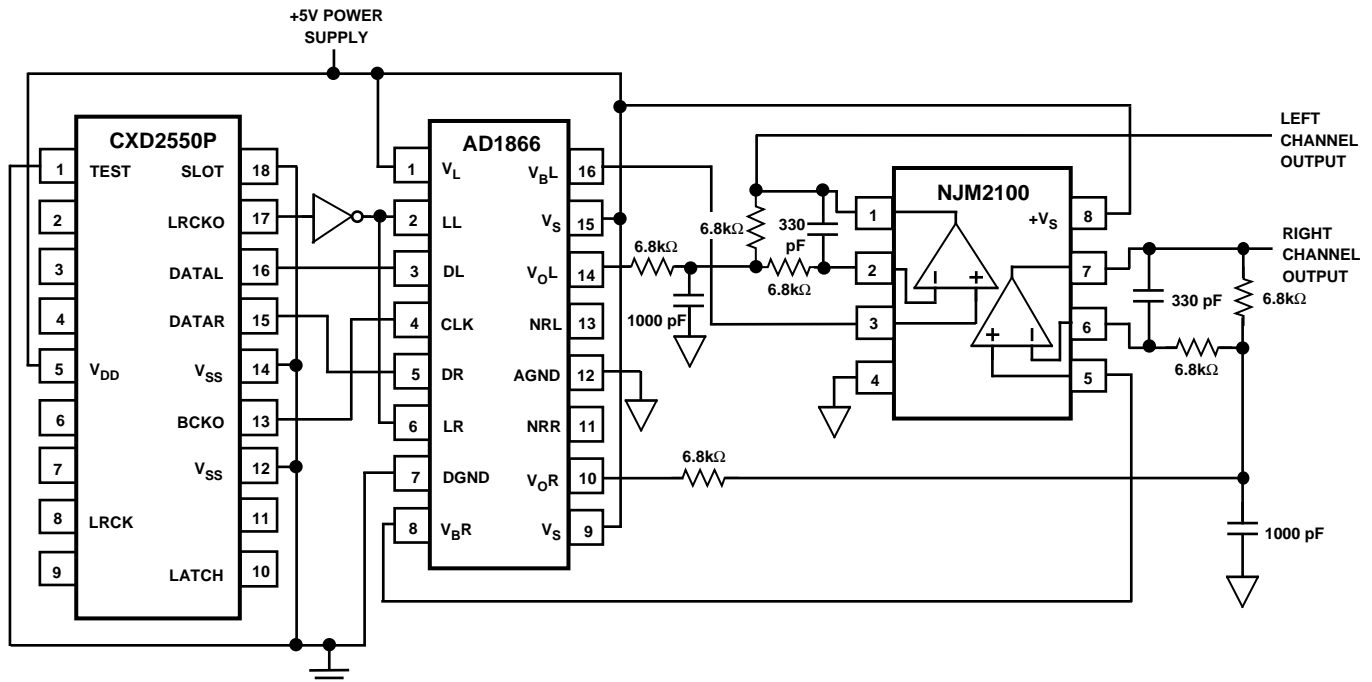 +5V POWER
SUPPLY
CXD2550P
1
TEST
SLOT
18
2
LRCKO
17
3
DATAL
16
4
DATAR
15
5
VDD
VSS
14
6
BCKO
13
7
VSS
12
8
LRCK
11
9
LATCH
10
AD1866
1
VL
VBL
16
2
LL
VS
15
3
DL
VOL
14
4
CLK
NRL
13
5
DR
AGND
12
6
LR
NRR
11
7
DGND
VOR
10
8
VBR
VS
9
6.8kΩ
1000 pF
6.8kΩ
330
pF
6.8kΩ
6.8kΩ
NJM2100
1
+VS
8
2
7
3
6
4
5
– +
+ –
LEFT
CHANNEL
OUTPUT
RIGHT
CHANNEL
OUTPUT
330 pF
6.8kΩ
6.8kΩ
1000 pF